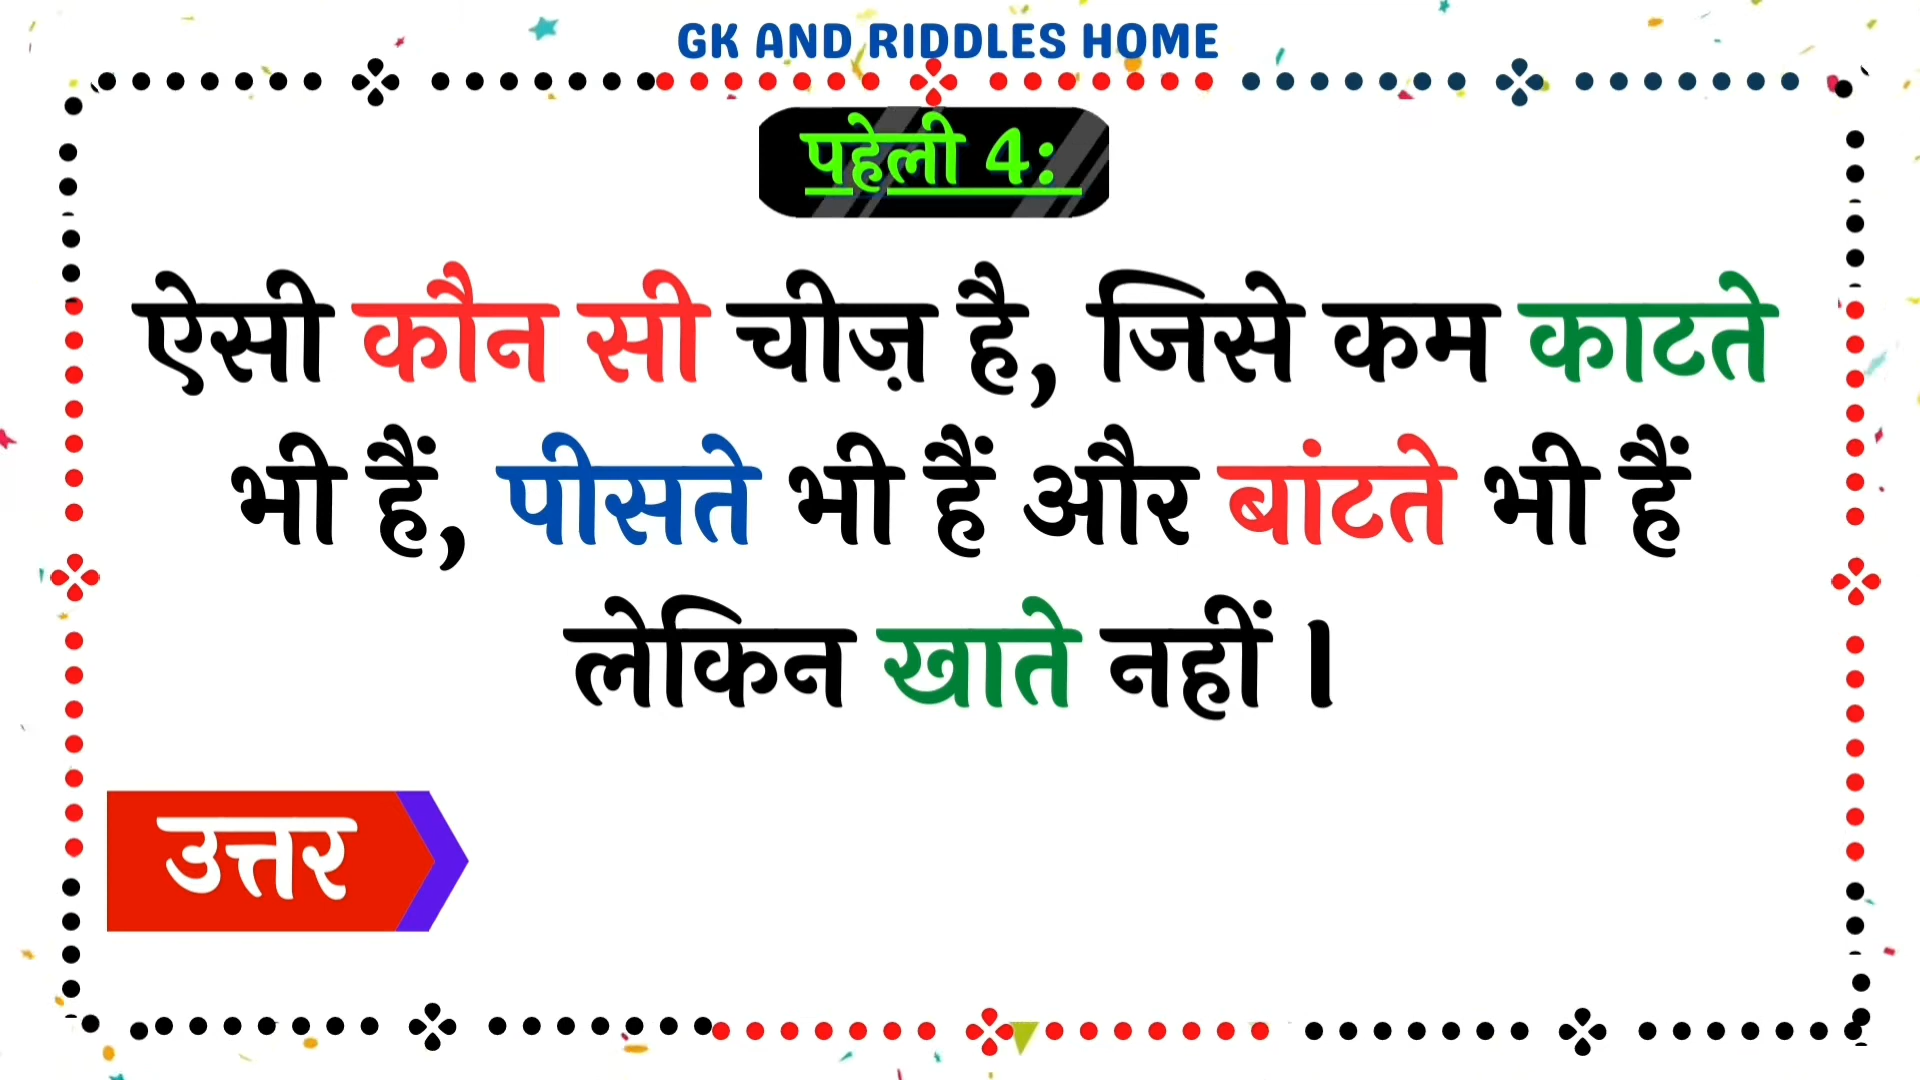 GK AND RIDDLES HOME
पहेली 4:
ऐसी कौन सी चीज़ है, जिसे कम काटते
भी हैं, पीसते भी हैं और बांटते भी हैं
लेकिन खाते नहीं ।
उत्तर